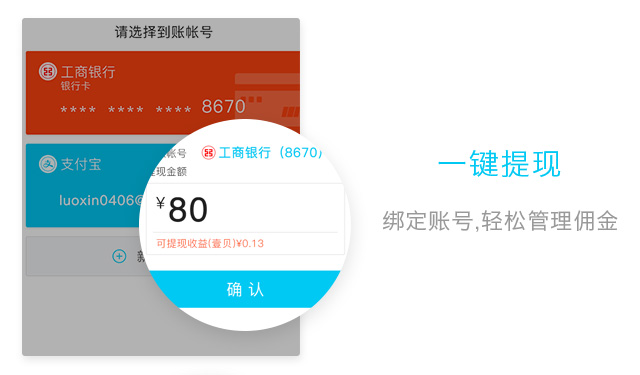 请选择到账帐号
工商银行
银行卡
**** **** **** 8670
支付宝
luoxin0406@
新
帐号 工商银行（8670）
现金额
¥80
可提现收益(壹贝)¥0.13
确认
一键提现
绑定账号,轻松管理佣金